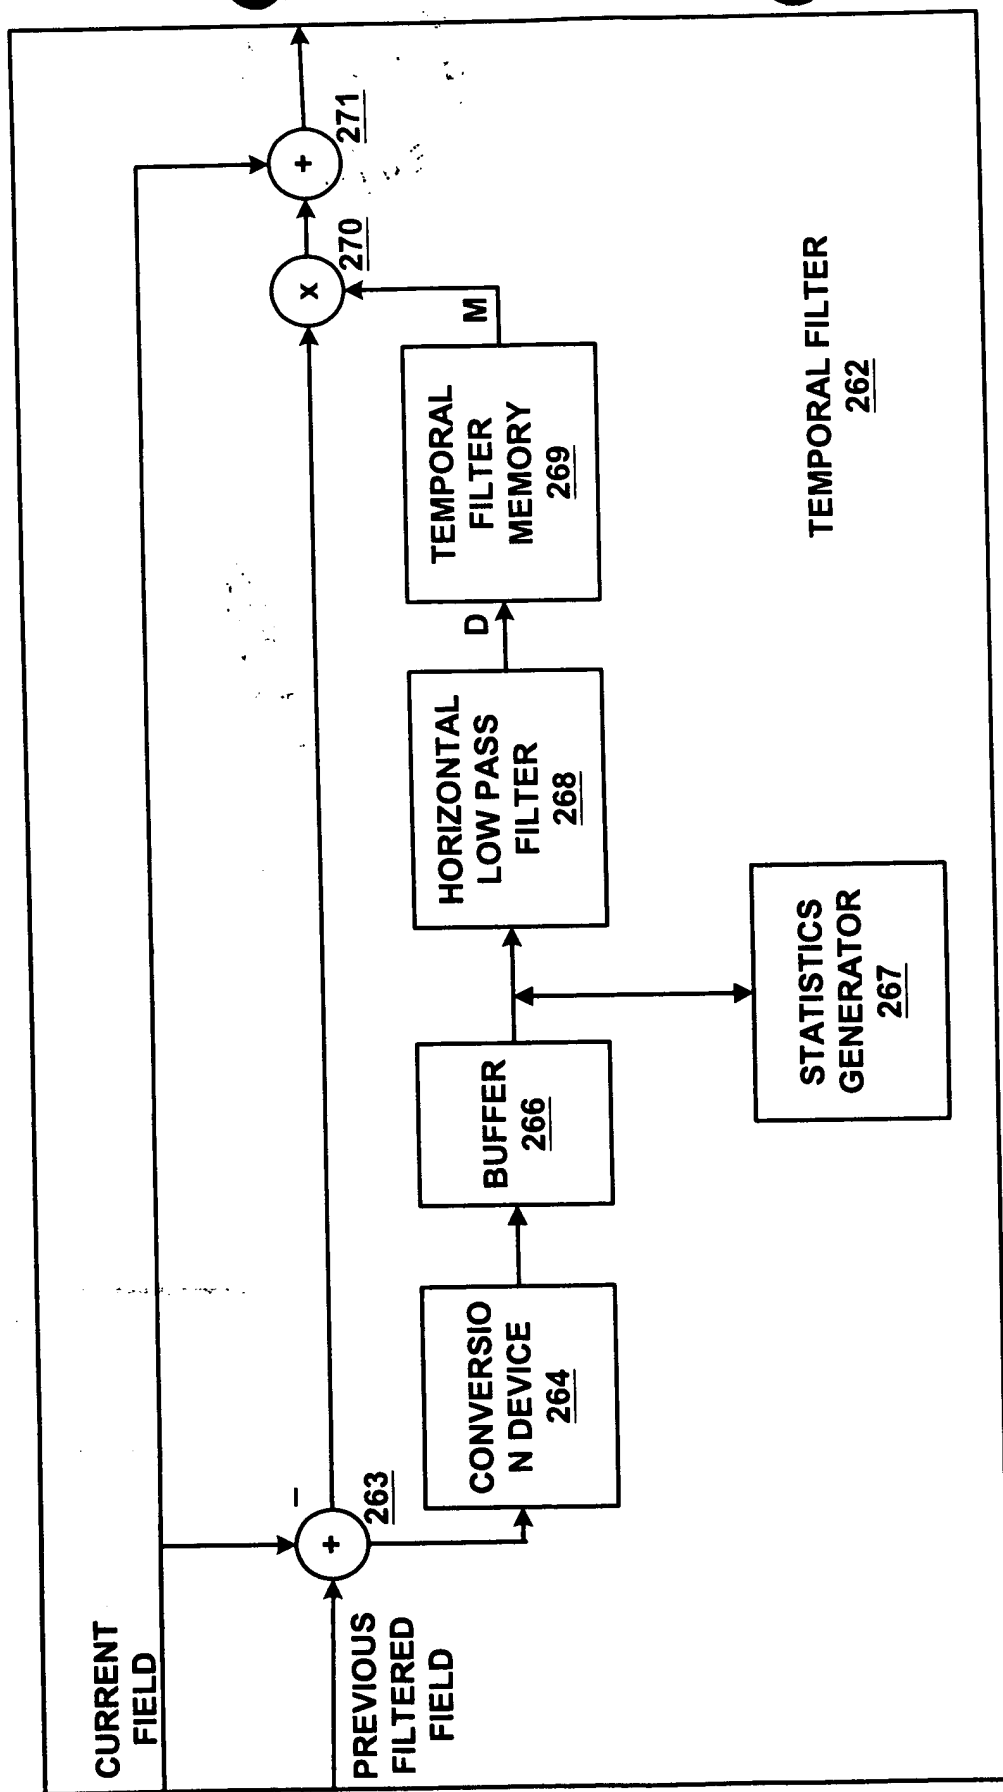 CURRENT
FIELD
PREVIOUS
FILTERED
FIELD
−
+
263
CONVERSIO
N DEVICE
264
BUFFER
266
STATISTICS
GENERATOR
267
HORIZONTAL
LOW PASS
FILTER
268
D
TEMPORAL
FILTER
MEMORY
269
M
x
270
+
271
TEMPORAL FILTER
262